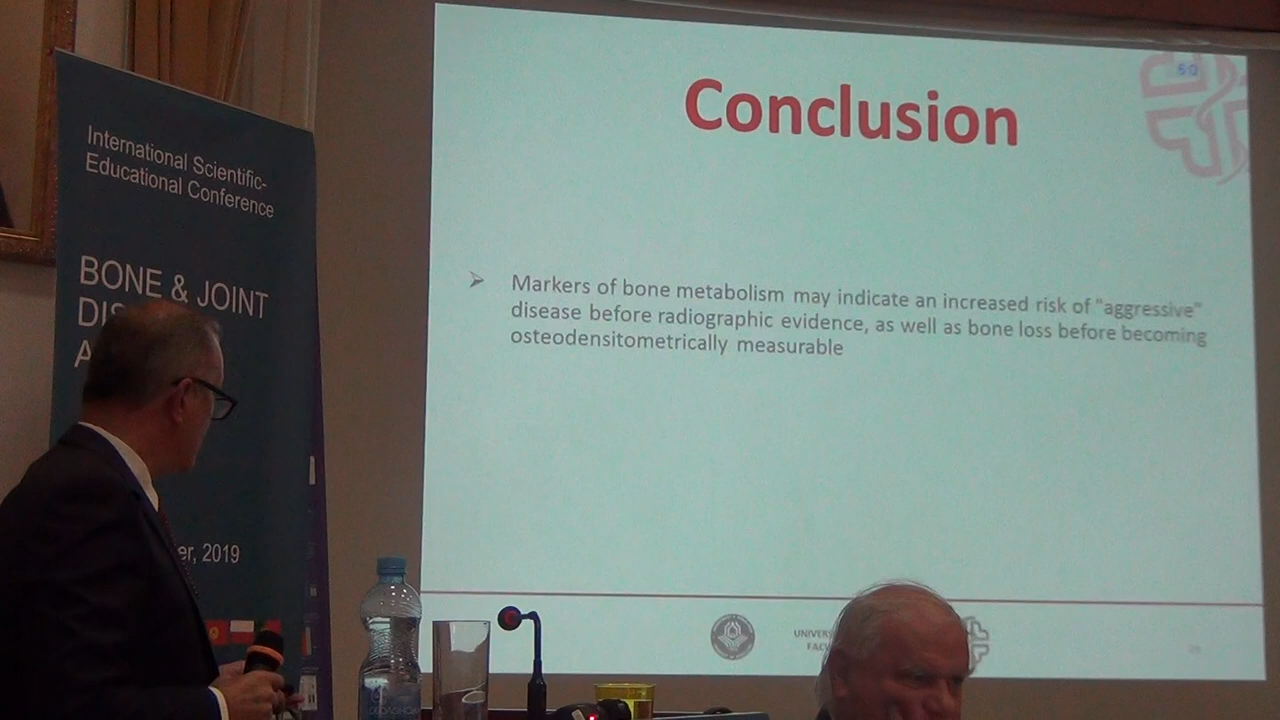 International Scientific-
Educational Conference
BONE & JOINT
2019
Conclusion
Markers of bone metabolism may indicate an increased risk of "aggressive"
disease before radiographic evidence, as well as bone loss before becoming
osteodensitometrically measurable